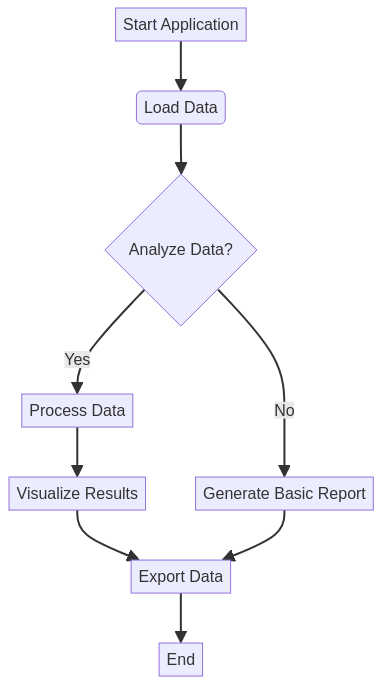 Start Application
Load Data
Analyze Data?
Yes
No
Process Data
Visualize Results
Generate Basic Report
Export Data
End